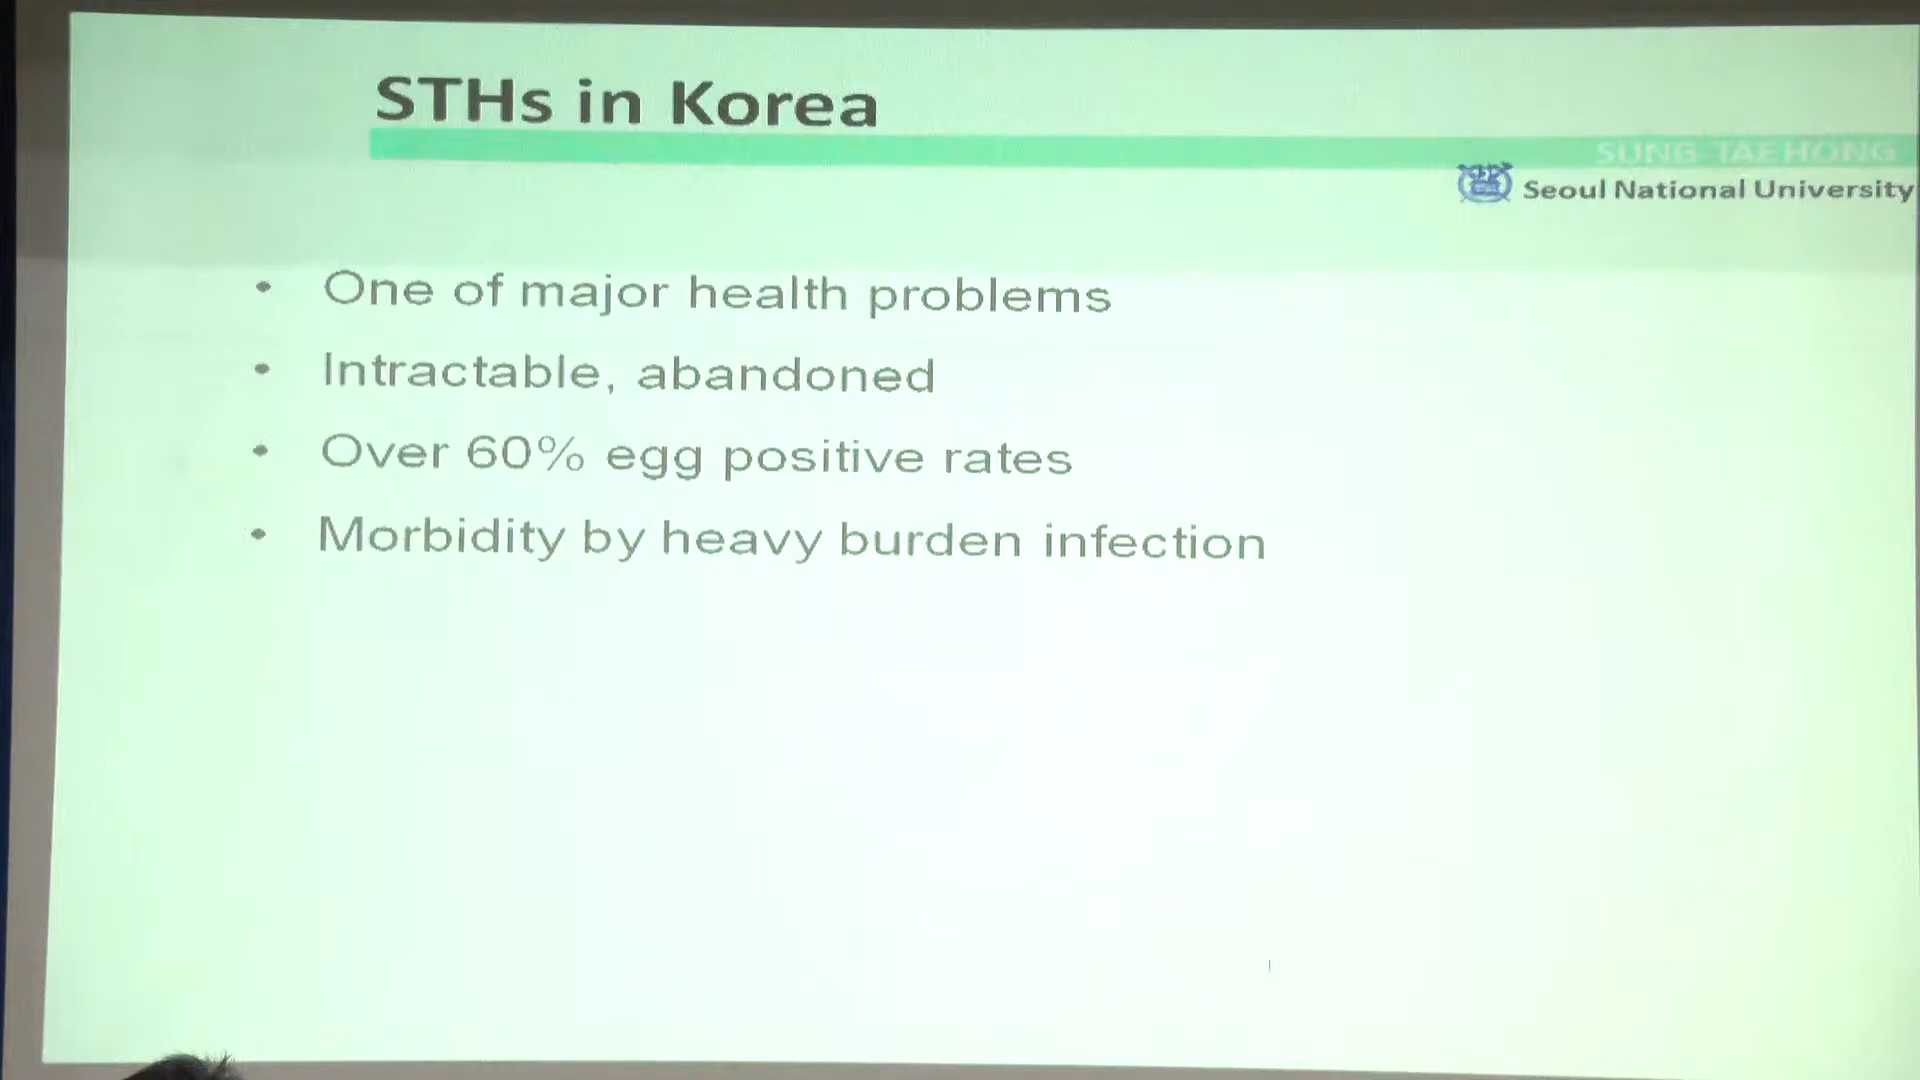 STHs in Korea
SUNG-TAE HONG
Seoul National University
• One of major health problems
• Intractable, abandoned
• Over 60% egg positive rates
• Morbidity by heavy burden infection